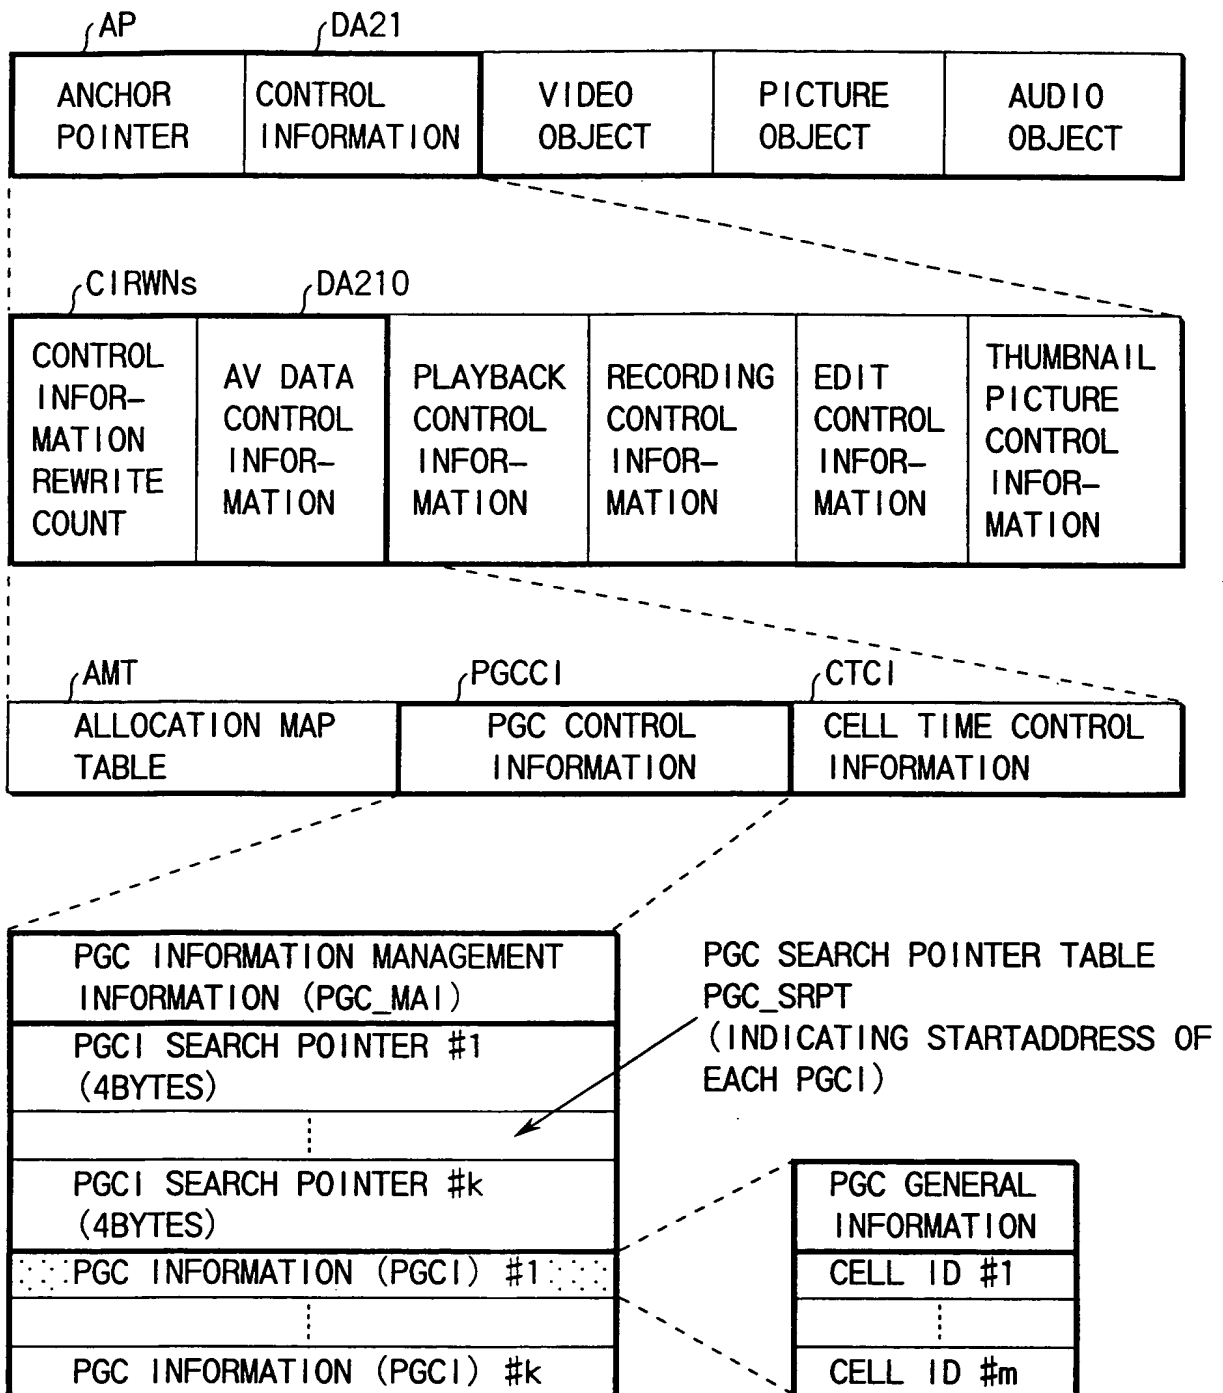 AP
DA21
ANCHOR
POINTER
CONTROL
INFORMATION
VIDEO
OBJECT
PICTURE
OBJECT
AUDIO
OBJECT
CIRWNs
DA210
CONTROL
INFOR-
MATION
REWRITE
COUNT
AV DATA
CONTROL
INFOR-
MATION
PLAYBACK
CONTROL
INFOR-
MATION
RECORDING
CONTROL
INFOR-
MATION
EDIT
CONTROL
INFOR-
MATION
THUMBNAIL
PICTURE
CONTROL
INFOR-
MATION
AMT
PGCCI
CTCI
ALLOCATION MAP
TABLE
PGC CONTROL
INFORMATION
CELL TIME CONTROL
INFORMATION
PGC INFORMATION MANAGEMENT
INFORMATION (PGC_MAI)
PGCI SEARCH POINTER #1
(4BYTES)
PGCI SEARCH POINTER #k
(4BYTES)
PGC INFORMATION (PGCI) #1
PGC INFORMATION (PGCI) #k
PGC SEARCH POINTER TABLE
PGC_SRPT
(INDICATING STARTADDRESS OF
EACH PGCI)
PGC GENERAL
INFORMATION
CELL ID #1
CELL ID #m